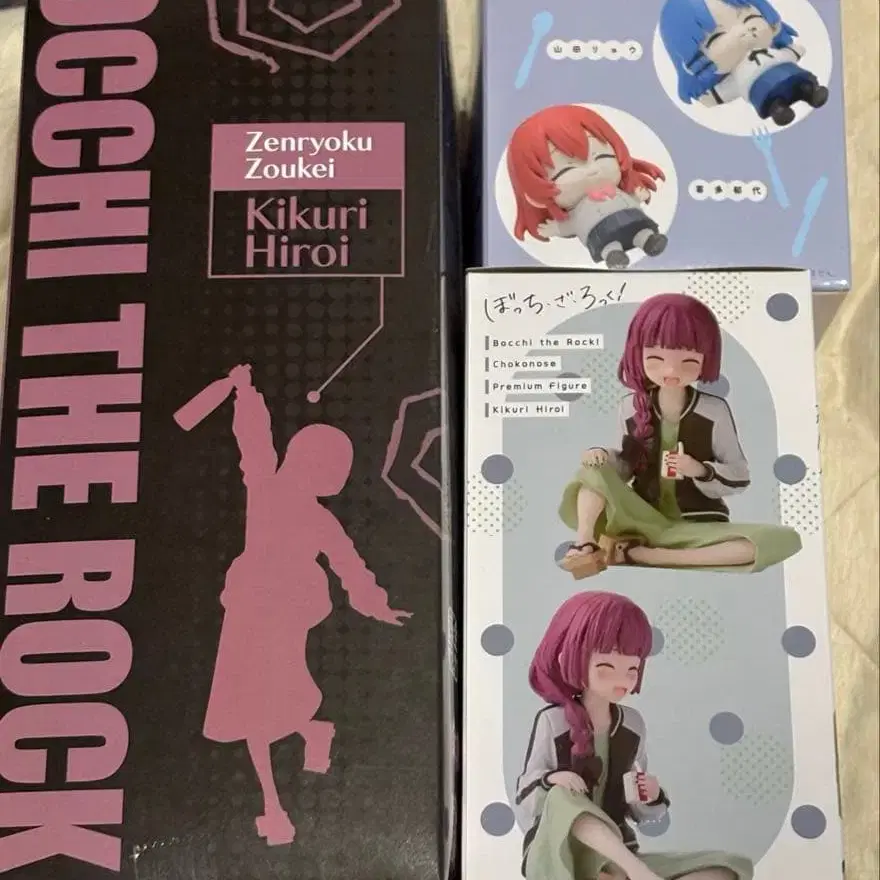 OCCHI THE ROCK
Zenryoku
Zoukei
Kikuri
Hiroi
山田リョウ
喜多郁代
ぼっち・ざ・ろっく!
Bocchi the Rock!
Chokonose
Premium Figure
Kikuri Hiroi